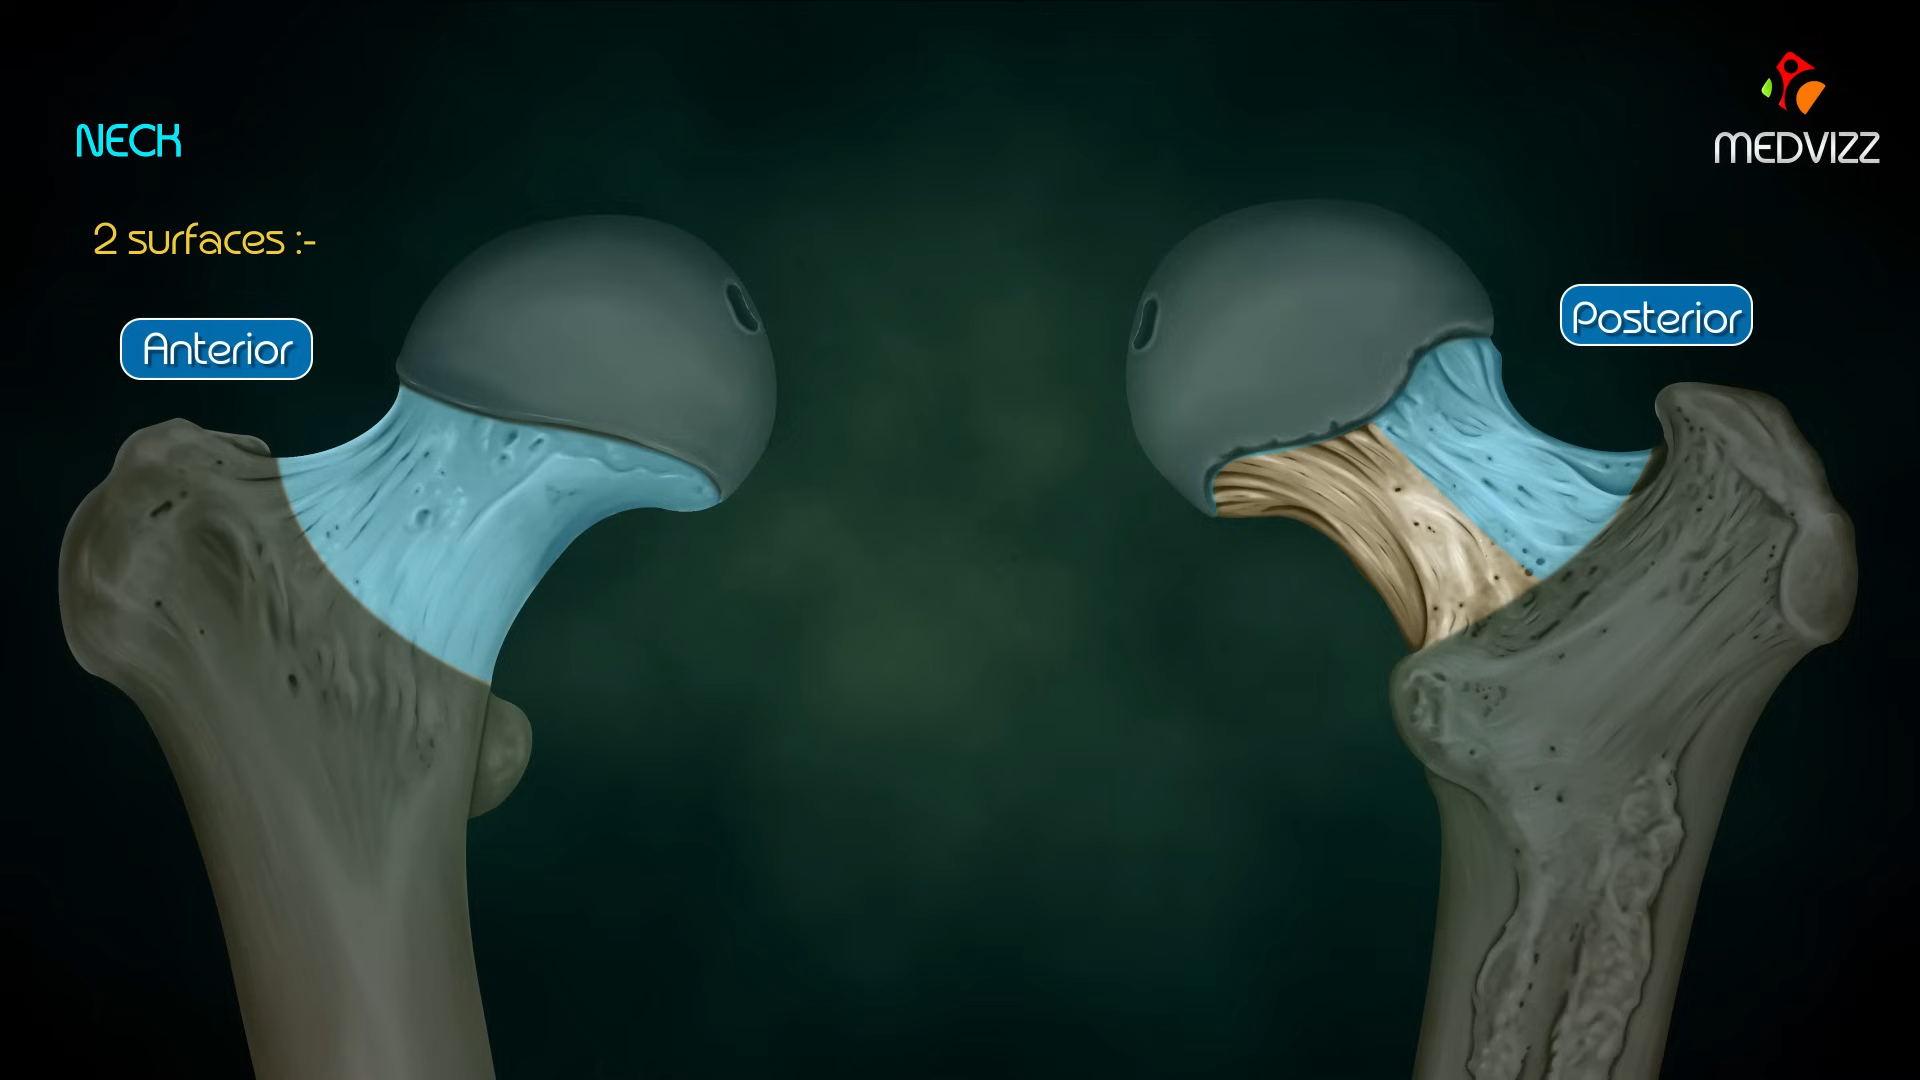 NECK
2 surfaces :-
Anterior
Posterior
MEDVIZZ